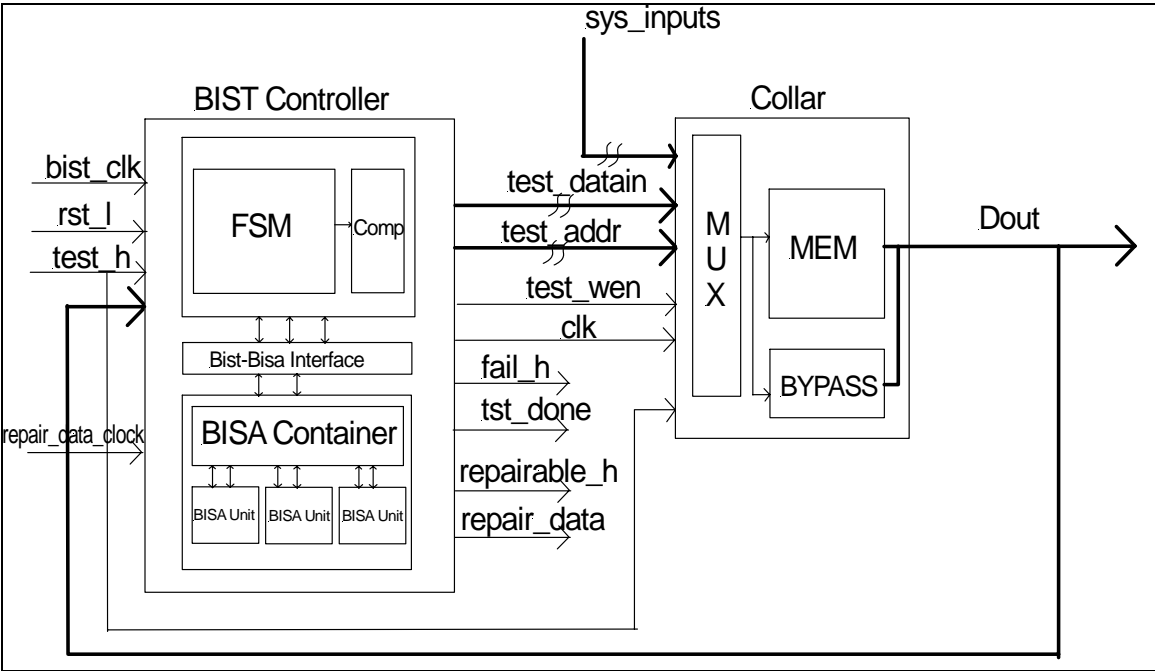 sys_inputs
BIST Controller
Collar
bist_clk
rst_l
test_h
FSM
Comp
test_datain
test_addr
test_wen
clk
MUX
MEM
Dout
BYPASS
Bist-Bisa Interface
fail_h
tst_done
repair_data_clock
BISA Container
repairable_h
repair_data
BISA Unit
BISA Unit
BISA Unit